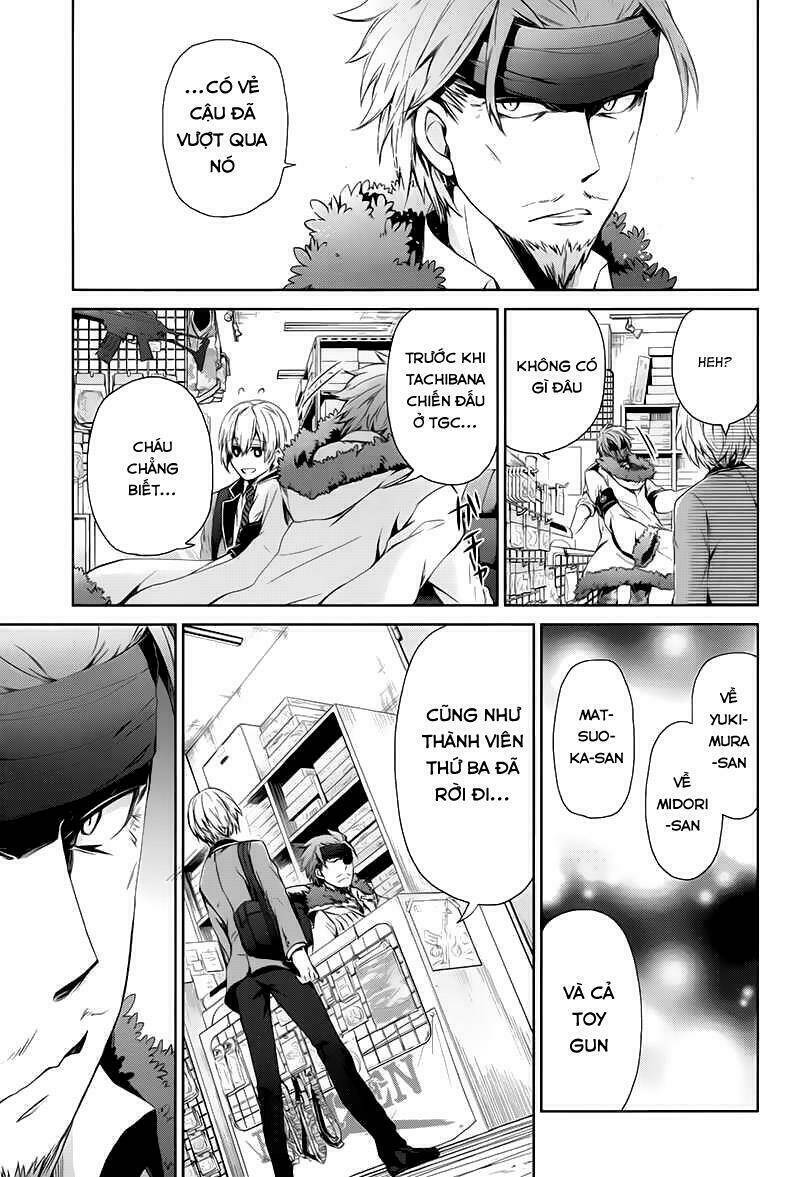 ...CÓ VẺ
CẬU ĐÃ
VƯỢT QUA
NÓ
HEH?
KHÔNG CÓ
GÌ ĐÂU
TRƯỚC KHI
TACHIBANA
CHIẾN ĐẤU
Ở TGC...
CHÁU
CHẲNG
BIẾT...
VỀ
YUKI-
MURA
-SAN
VỀ
MIDORI
-SAN
MAT-
SUO-
KA-SAN
VÀ CẢ
TOY
GUN
CŨNG NHƯ
THÀNH VIÊN
THỨ BA ĐÃ
RỜI ĐI...